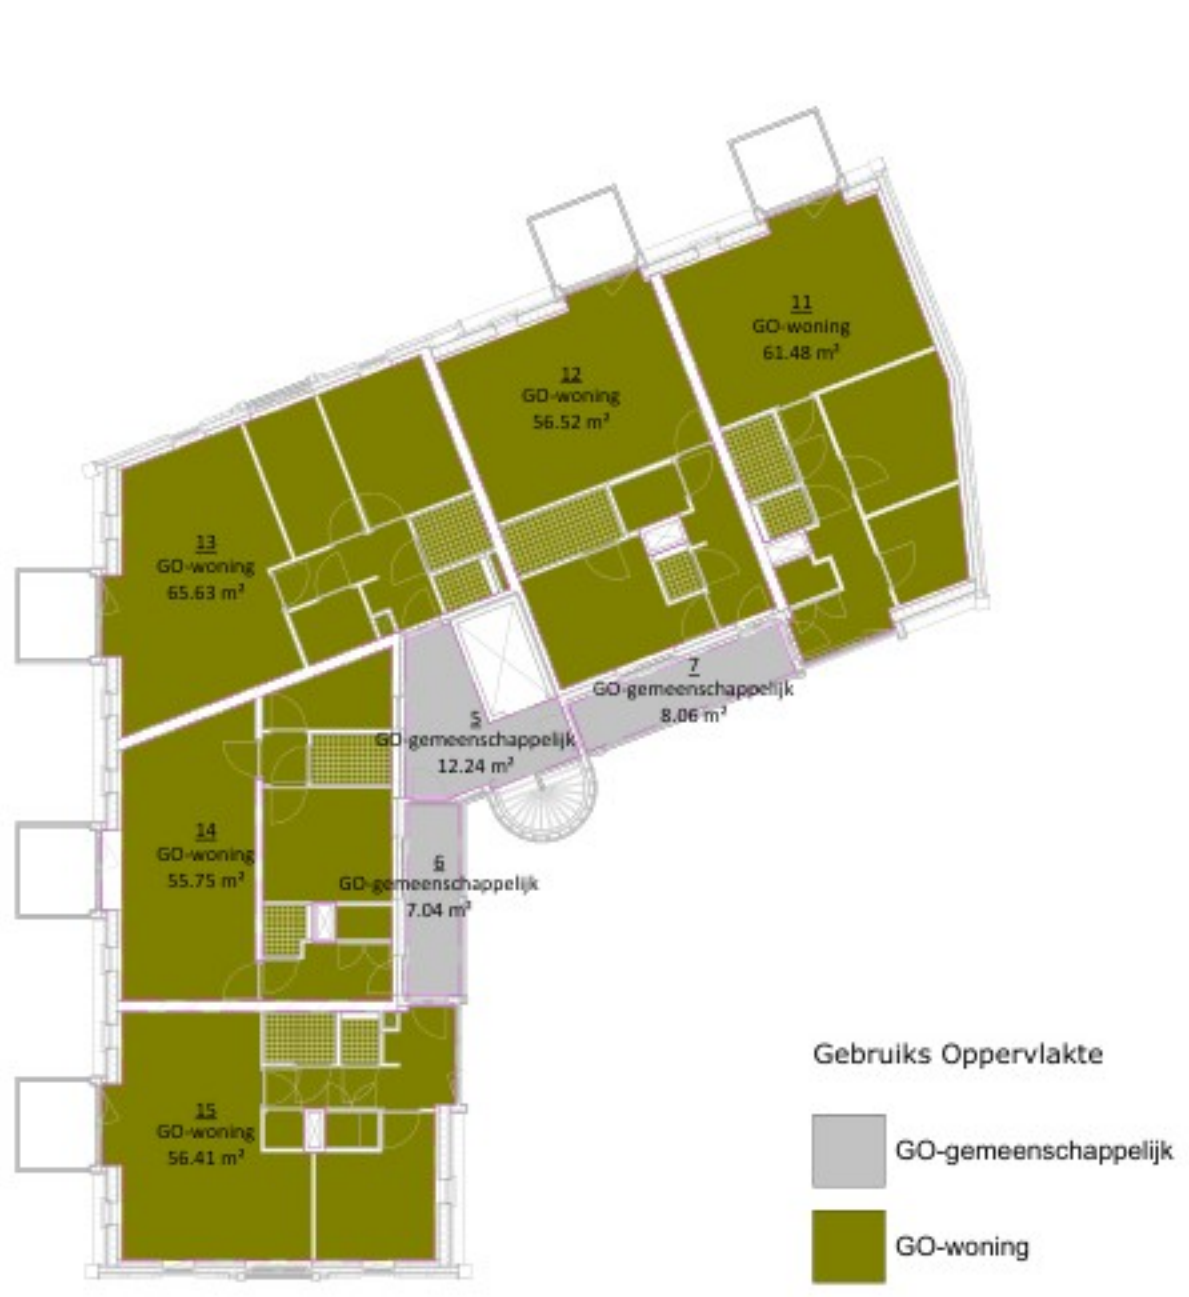 11
GO-woning
61.48 m²
12
GO-woning
56.52 m²
13
GO-woning
65.63 m²
7
GO-gemeenschappelijk
8.06 m²
5
GO-gemeenschappelijk
12.24 m²
14
GO-woning
55.75 m²
6
GO-gemeenschappelijk
7.04 m²
15
GO-woning
56.41 m²
Gebruiks Oppervlakte
GO-gemeenschappelijk
GO-woning